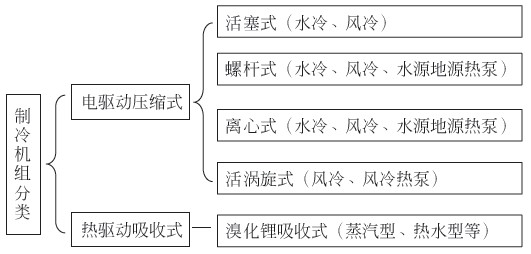 制冷机组分类
电驱动压缩式
活塞式（水冷、风冷）
螺杆式（水冷、风冷、水源地源热泵）
离心式（水冷、风冷、水源地源热泵）
活涡旋式（风冷、风冷热泵）
热驱动吸收式
溴化锂吸收式（蒸汽型、热水型等）